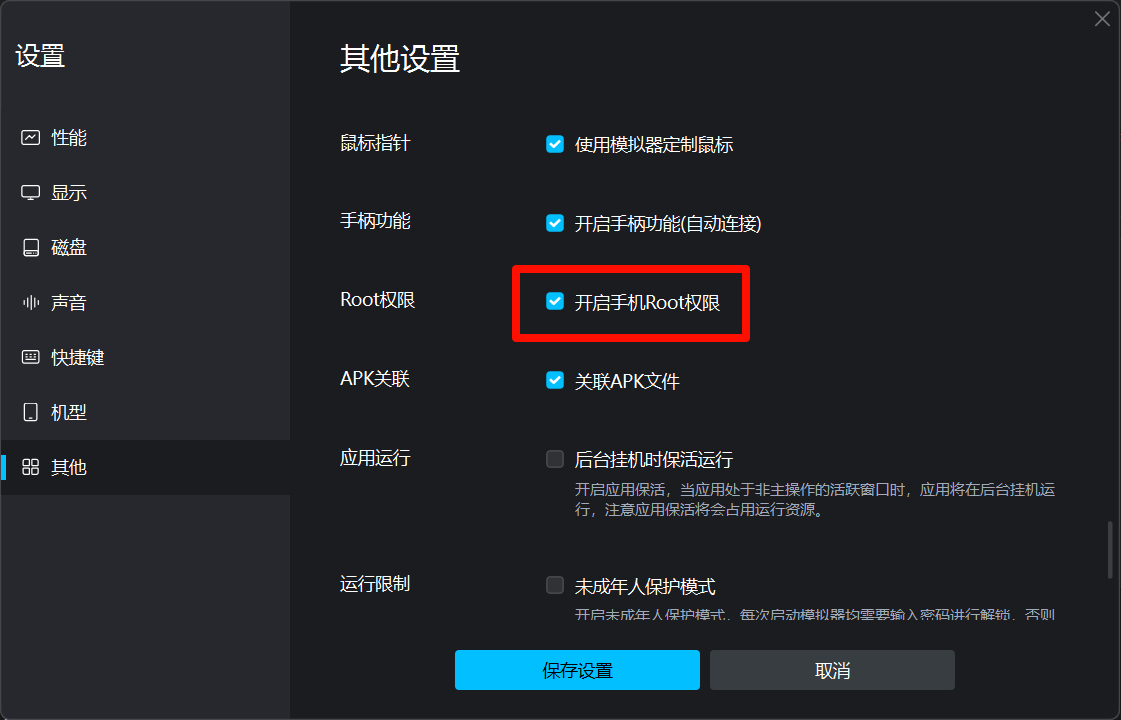 设置
性能
显示
磁盘
声音
快捷键
机型
其他
其他设置
鼠标指针
使用模拟器定制鼠标
手柄功能
开启手柄功能(自动连接)
Root权限
开启手机Root权限
APK关联
关联APK文件
应用运行
后台挂机时保活运行
开启应用保活，当应用处于非主操作的活跃窗口时，应用将在后台挂机运
行，注意应用保活将会占用运行资源。
运行限制
未成年人保护模式
开启未成年人保护模式，每次启动模拟器均需要输入密码进行解锁，否则
保存设置
取消